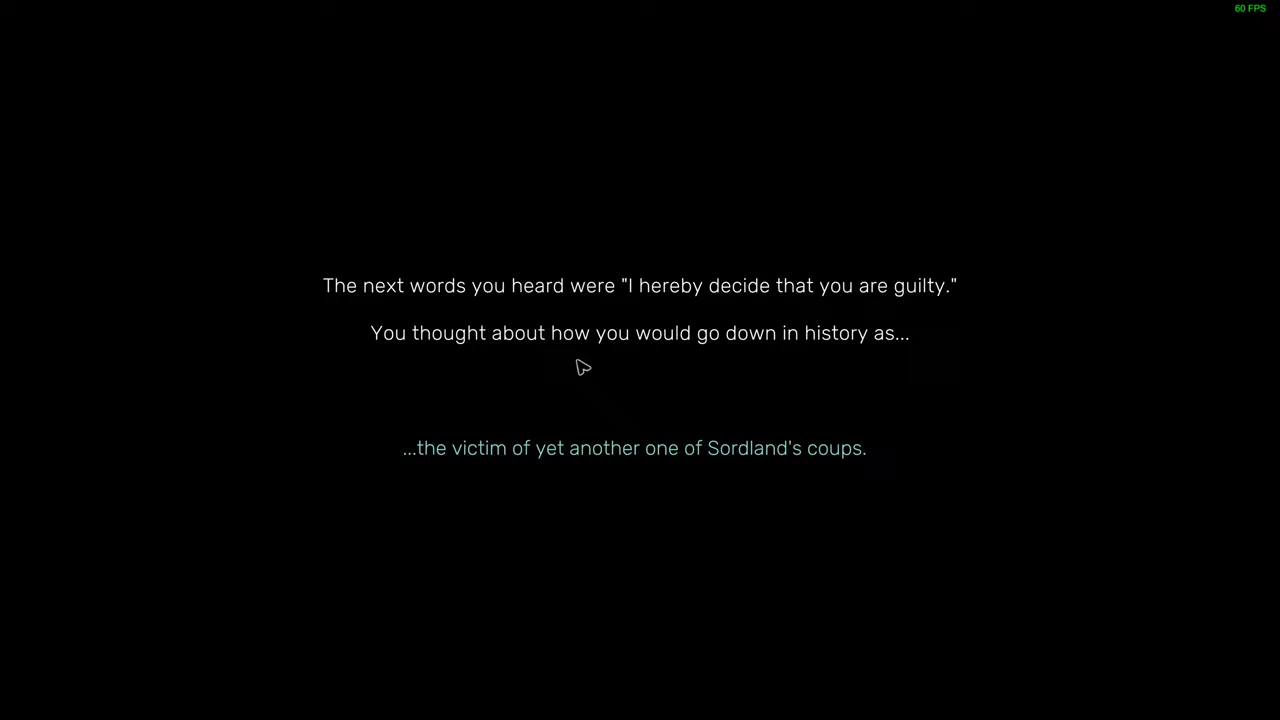 60 FPS
The next words you heard were "I hereby decide that you are guilty."
You thought about how you would go down in history as...
...the victim of yet another one of Sordland's coups.